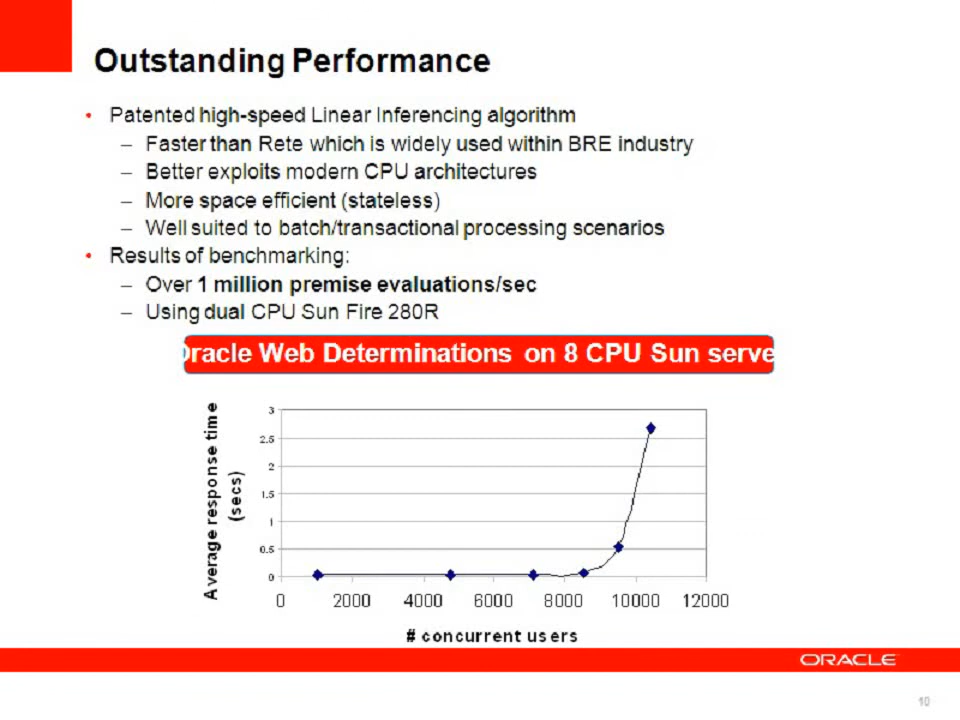 Outstanding Performance
• Patented high-speed Linear Inferencing algorithm
– Faster than Rete which is widely used within BRE industry
– Better exploits modern CPU architectures
– More space efficient (stateless)
– Well suited to batch/transactional processing scenarios
• Results of benchmarking:
– Over 1 million premise evaluations/sec
– Using dual CPU Sun Fire 280R
Oracle Web Determinations on 8 CPU Sun serve
Average response time
(secs)
3
2.5
2
1.5
1
0.5
0
0 2000 4000 6000 8000 10000 12000
# concurrent users
ORACLE
10